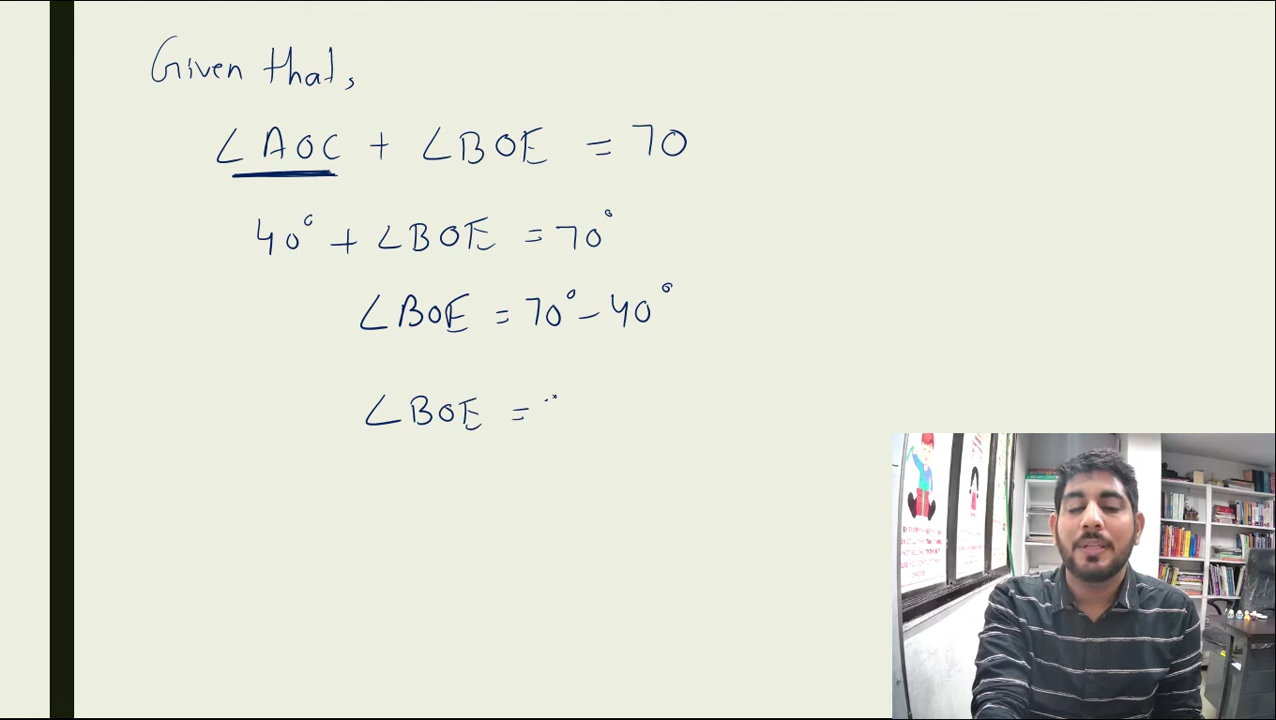 Given that,
∠AOC + ∠BOE = 70
40° + ∠BOE = 70°
∠BOE = 70° - 40°
∠BOE =